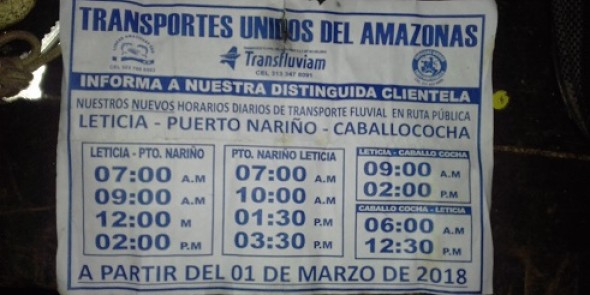 TRANSPORTES UNIDOS DEL AMAZONAS
Transfluviam
INFORMA A NUESTRA DISTINGUIDA CLIENTELA
NUESTROS NUEVOS HORARIOS DIARIOS DE TRANSPORTE FLUVIAL EN RUTA PÚBLICA
LETICIA - PUERTO NARIÑO - CABALLOCOCHA
LETICIA - PTO. NARIÑO
07:00 A.M
09:00 A.M
12:00 M
02:00 P.M
PTO. NARIÑO LETICIA
07:00 A.M
10:00 A.M
01:30 P.M
03:30 P.M
LETICIA - CABALLO COCHA
09:00 A.M
02:00 P.M
CABALLO COCHA - LETICIA
06:00 A.M
12:30 P.M
A PARTIR DEL 01 DE MARZO DE 2018